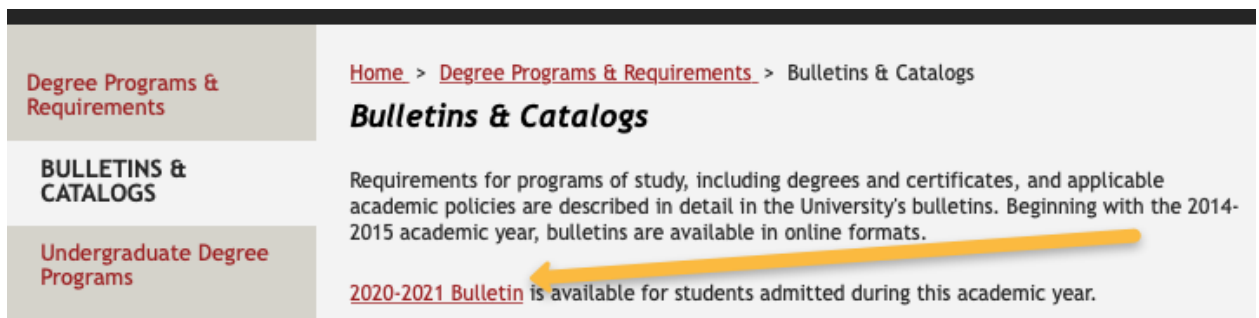 Degree Programs &
Requirements
BULLETINS &
CATALOGS
Undergraduate Degree
Programs
Home > Degree Programs & Requirements > Bulletins & Catalogs
Bulletins & Catalogs
Requirements for programs of study, including degrees and certificates, and applicable
academic policies are described in detail in the University's bulletins. Beginning with the 2014-
2015 academic year, bulletins are available in online formats.
2020-2021 Bulletin is available for students admitted during this academic year.